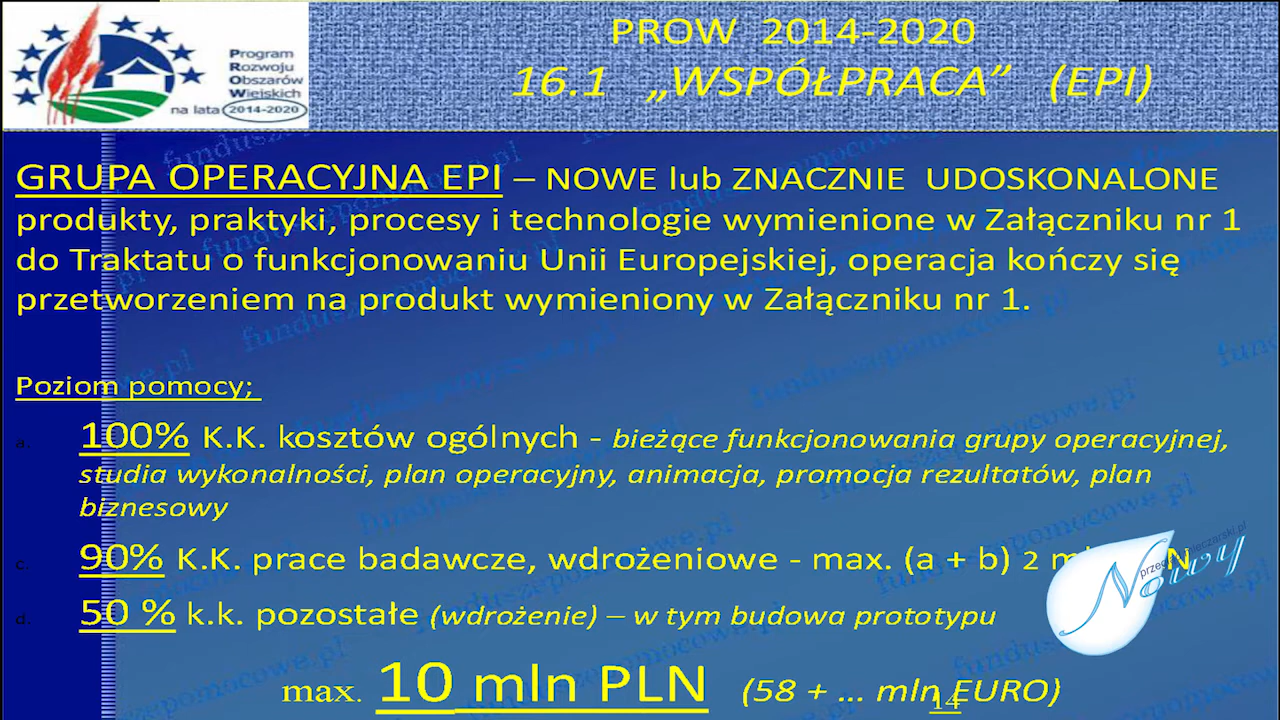 Program
Rozwoju
Obszarów
Wiejskich
na lata 2014-2020
PROW 2014-2020
16.1 „WSPÓŁPRACA” (EPI)
GRUPA OPERACYJNA EPI – NOWE lub ZNACZNIE UDOSKONALONE
produkty, praktyki, procesy i technologie wymienione w Załączniku nr 1
do Traktatu o funkcjonowaniu Unii Europejskiej, operacja kończy się
przetworzeniem na produkt wymieniony w Załączniku nr 1.
Poziom pomocy;
a. 100% K.K. kosztów ogólnych - bieżące funkcjonowania grupy operacyjnej,
studia wykonalności, plan operacyjny, animacja, promocja rezultatów, plan
biznesowy
c. 90% K.K. prace badawcze, wdrożeniowe - max. (a + b) 2
d. 50 % k.k. pozostałe (wdrożenie) – w tym budowa prototypu
max. 10 mln PLN (58 + ... mln EURO)
14
Nowy
funduszepomocowe.pl